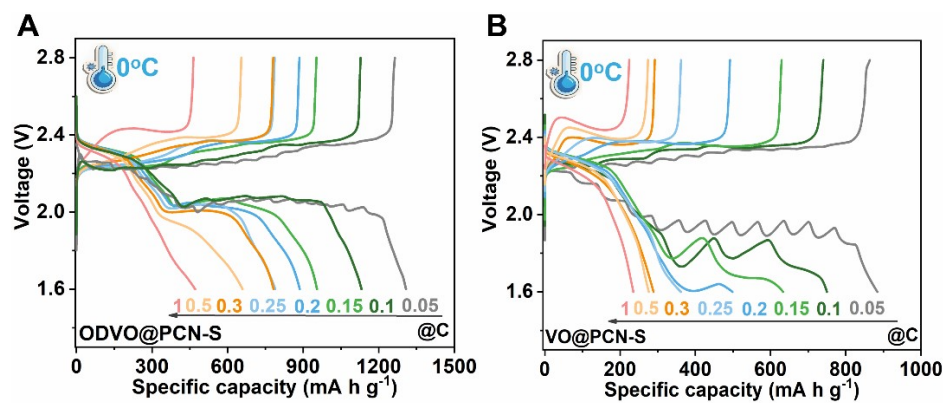 A
0°C
2.8
2.4
2.0
1.6
Voltage (V)
1 0.5 0.3 0.25 0.2 0.15 0.1 0.05
ODVO@PCN-S
@C
0 300 600 900 1200 1500
Specific capacity (mA h g⁻¹)
B
0°C
2.8
2.4
2.0
1.6
Voltage (V)
1 0.5 0.3 0.25 0.2 0.15 0.1 0.05
VO@PCN-S
@C
0 200 400 600 800 1000
Specific capacity (mA h g⁻¹)